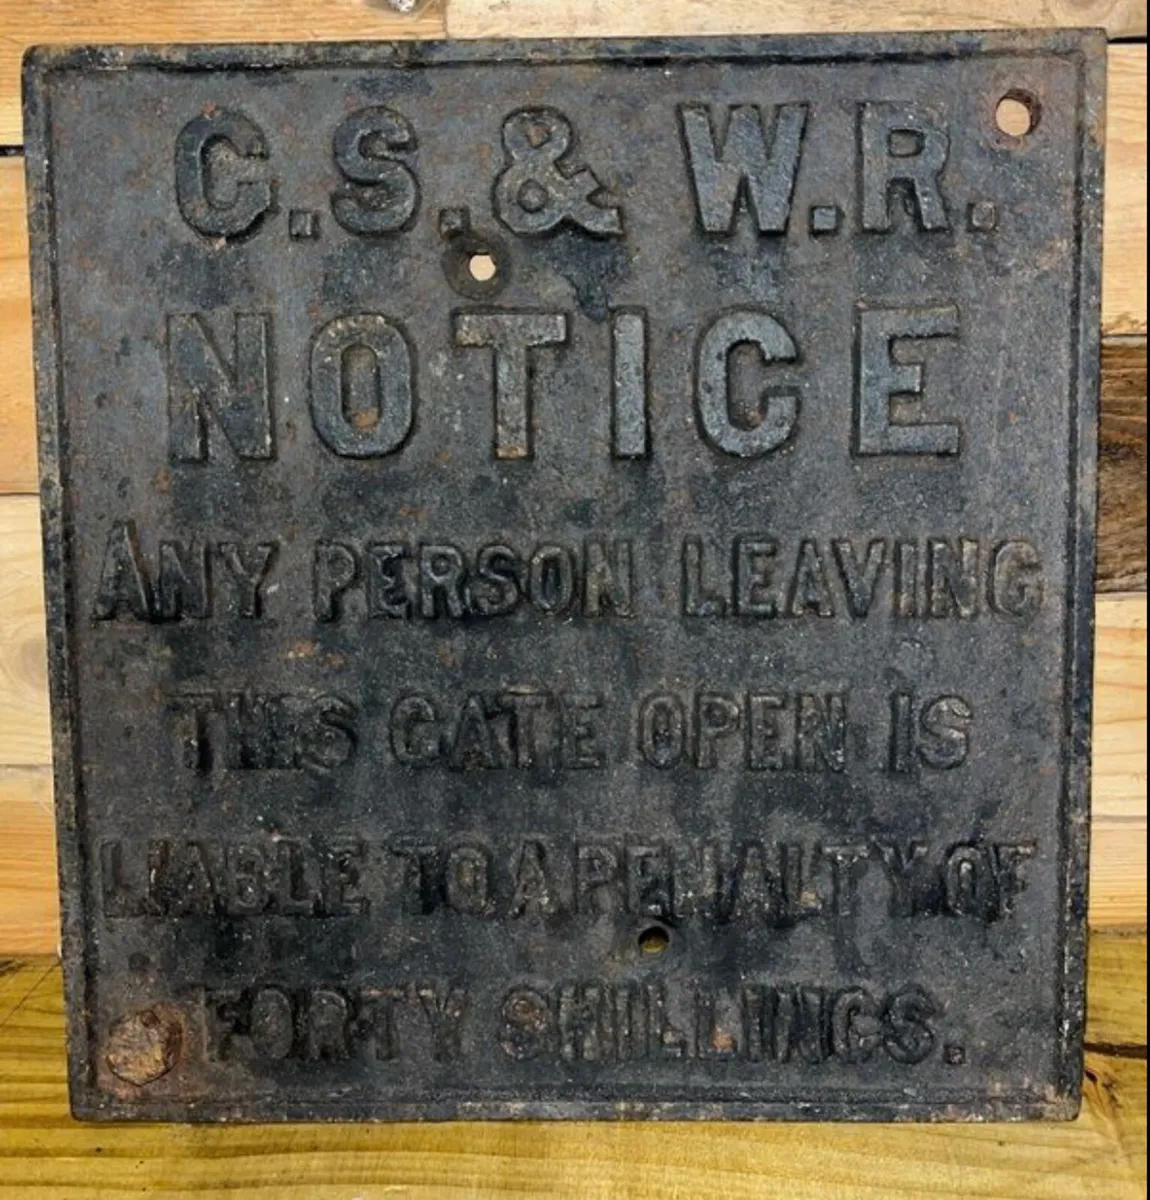 C.S.& W.R.
NOTICE
ANY PERSON LEAVING
THIS GATE OPEN IS
LIABLE TO A PENALTY OF
FORTY SHILLINGS.